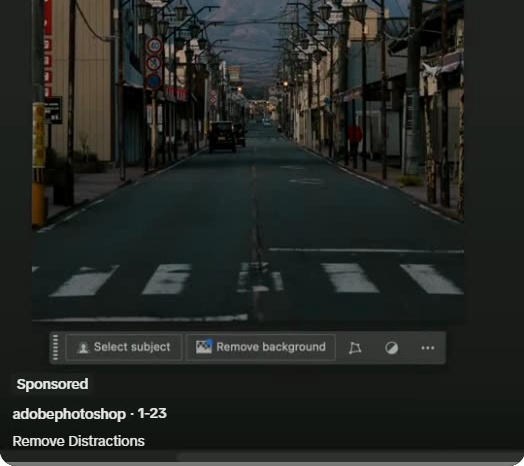 Select subject
Remove background
Sponsored
adobephotoshop · 1-23
Remove Distractions